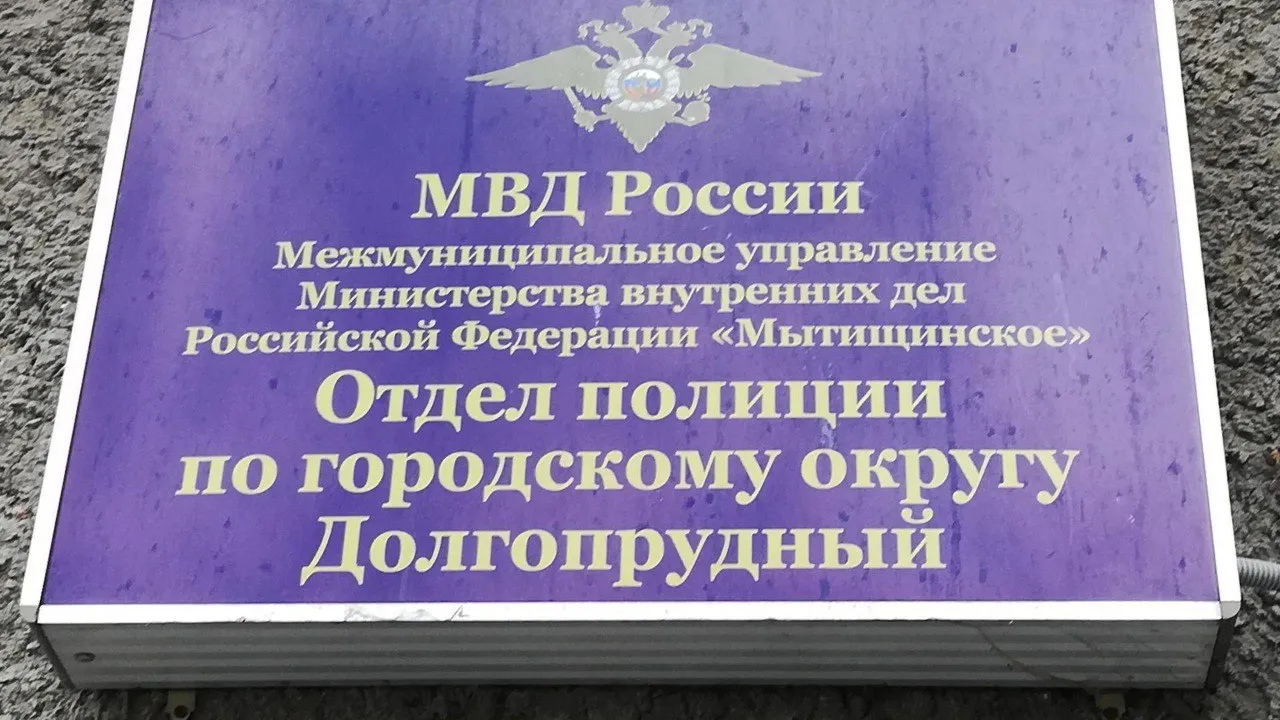 МВД России
Межмуниципальное управление
Министерства внутренних дел
Российской Федерации «Мытищинское»
Отдел полиции
по городскому округу
Долгопрудный